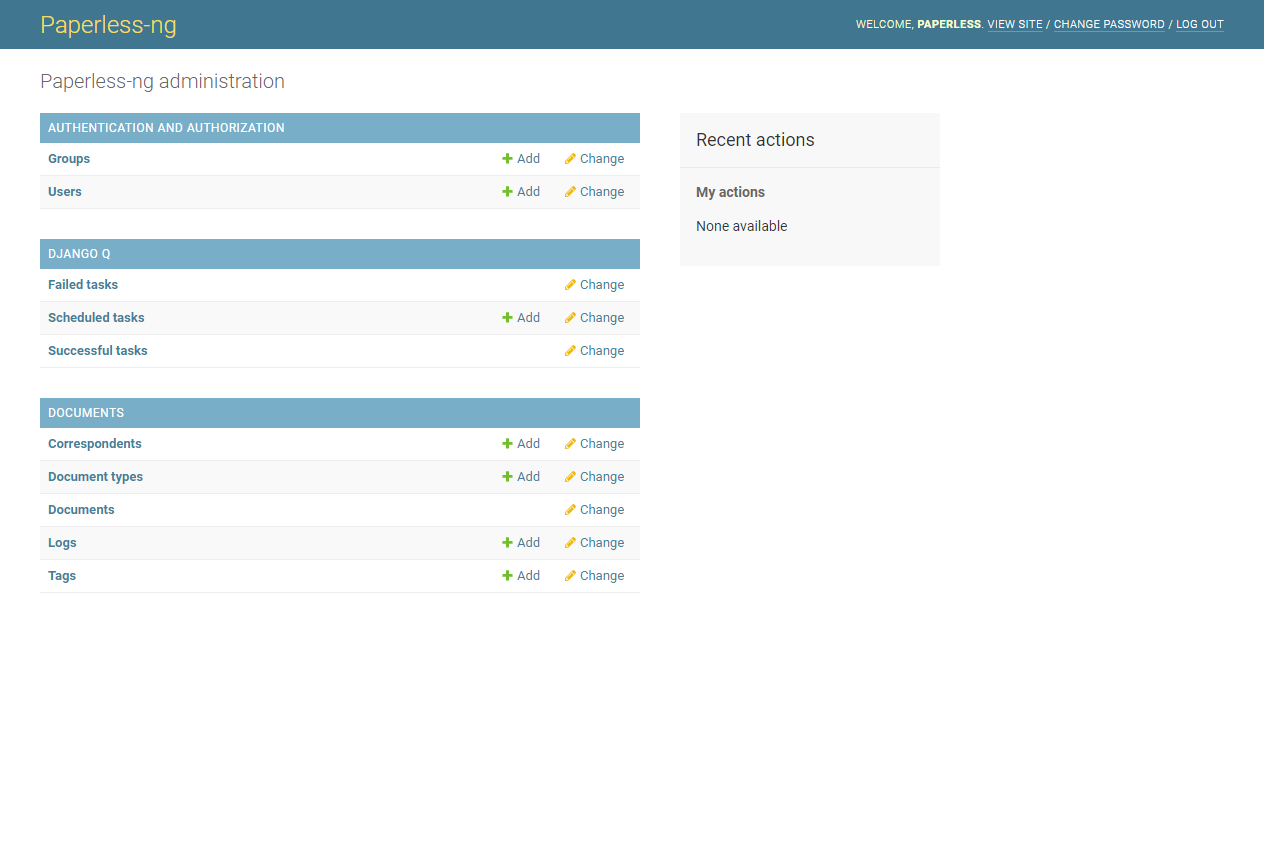 Paperless-ng
WELCOME, PAPERLESS. VIEW SITE / CHANGE PASSWORD / LOG OUT
Paperless-ng administration
AUTHENTICATION AND AUTHORIZATION
Groups Add Change
Users Add Change
DJANGO Q
Failed tasks Change
Scheduled tasks Add Change
Successful tasks Change
DOCUMENTS
Correspondents Add Change
Document types Add Change
Documents Change
Logs Add Change
Tags Add Change
Recent actions
My actions
None available